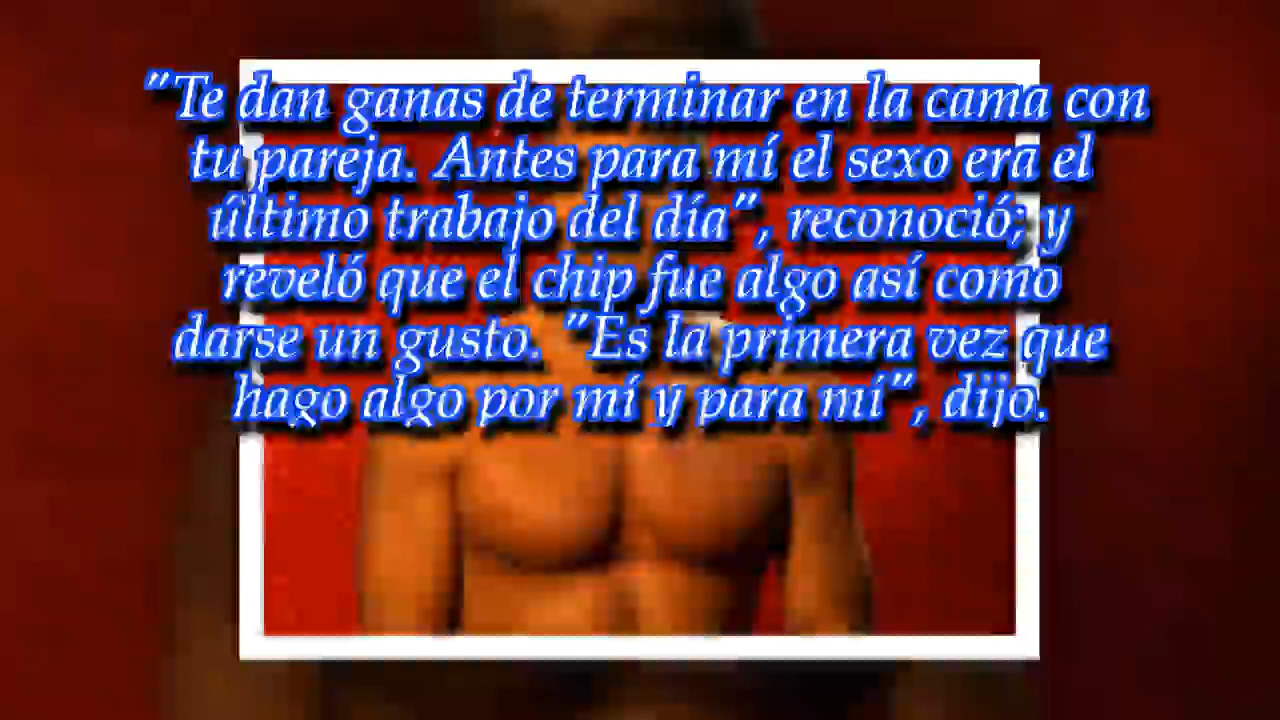 "Te dan ganas de terminar en la cama con
tu pareja. Antes para mí el sexo era el
último trabajo del día", reconoció; y
reveló que el chip fue algo así como
darse un gusto. "Es la primera vez que
hago algo por mí y para mí", dijo.